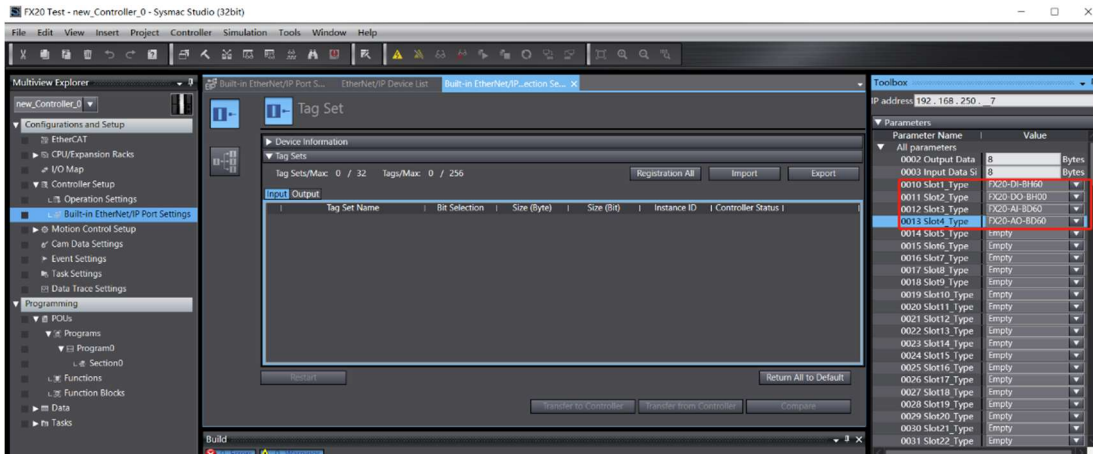 FX20 Test - new_Controller_0 - Sysmac Studio (32bit)
File Edit View Insert Project Controller Simulation Tools Window Help
Multiview Explorer
new_Controller_0
Configurations and Setup
EtherCAT
CPU/Expansion Racks
I/O Map
Controller Setup
Operation Settings
Built-in EtherNet/IP Port Settings
Motion Control Setup
Cam Data Settings
Event Settings
Task Settings
Data Trace Settings
Programming
POUs
Programs
Program0
Section0
Functions
Function Blocks
Data
Tasks
Built-in EtherNet/IP Port S... EtherNet/IP Device List Built-in EtherNet/IP...ection Se...
Tag Set
Device Information
Tag Sets
Tag Sets/Max: 0 / 32 Tags/Max: 0 / 256 Registration All Import Export
Input Output
Tag Set Name Bit Selection Size (Byte) Size (Bit) Instance ID Controller Status
Restart Return All to Default
Transfer to Controller Transfer from Controller Compare
Build
Toolbox
IP address 192 . 168 . 250 . _7
Parameters
Parameter Name Value
All parameters
0002 Output Data 8 Bytes
0003 Input Data Si 8 Bytes
0010 Slot1_Type FX20-DI-BH60
0011 Slot2_Type FX20-DO-BH00
0012 Slot3_Type FX20-AI-BD60
0013 Slot4_Type FX20-AO-BD60
0014 Slot5_Type Empty
0015 Slot6_Type Empty
0016 Slot7_Type Empty
0017 Slot8_Type Empty
0018 Slot9_Type Empty
0019 Slot10_Type Empty
0020 Slot11_Type Empty
0021 Slot12_Type Empty
0022 Slot13_Type Empty
0023 Slot14_Type Empty
0024 Slot15_Type Empty
0025 Slot16_Type Empty
0026 Slot17_Type Empty
0027 Slot18_Type Empty
0028 Slot19_Type Empty
0029 Slot20_Type Empty
0030 Slot21_Type Empty
0031 Slot22_Type Empty